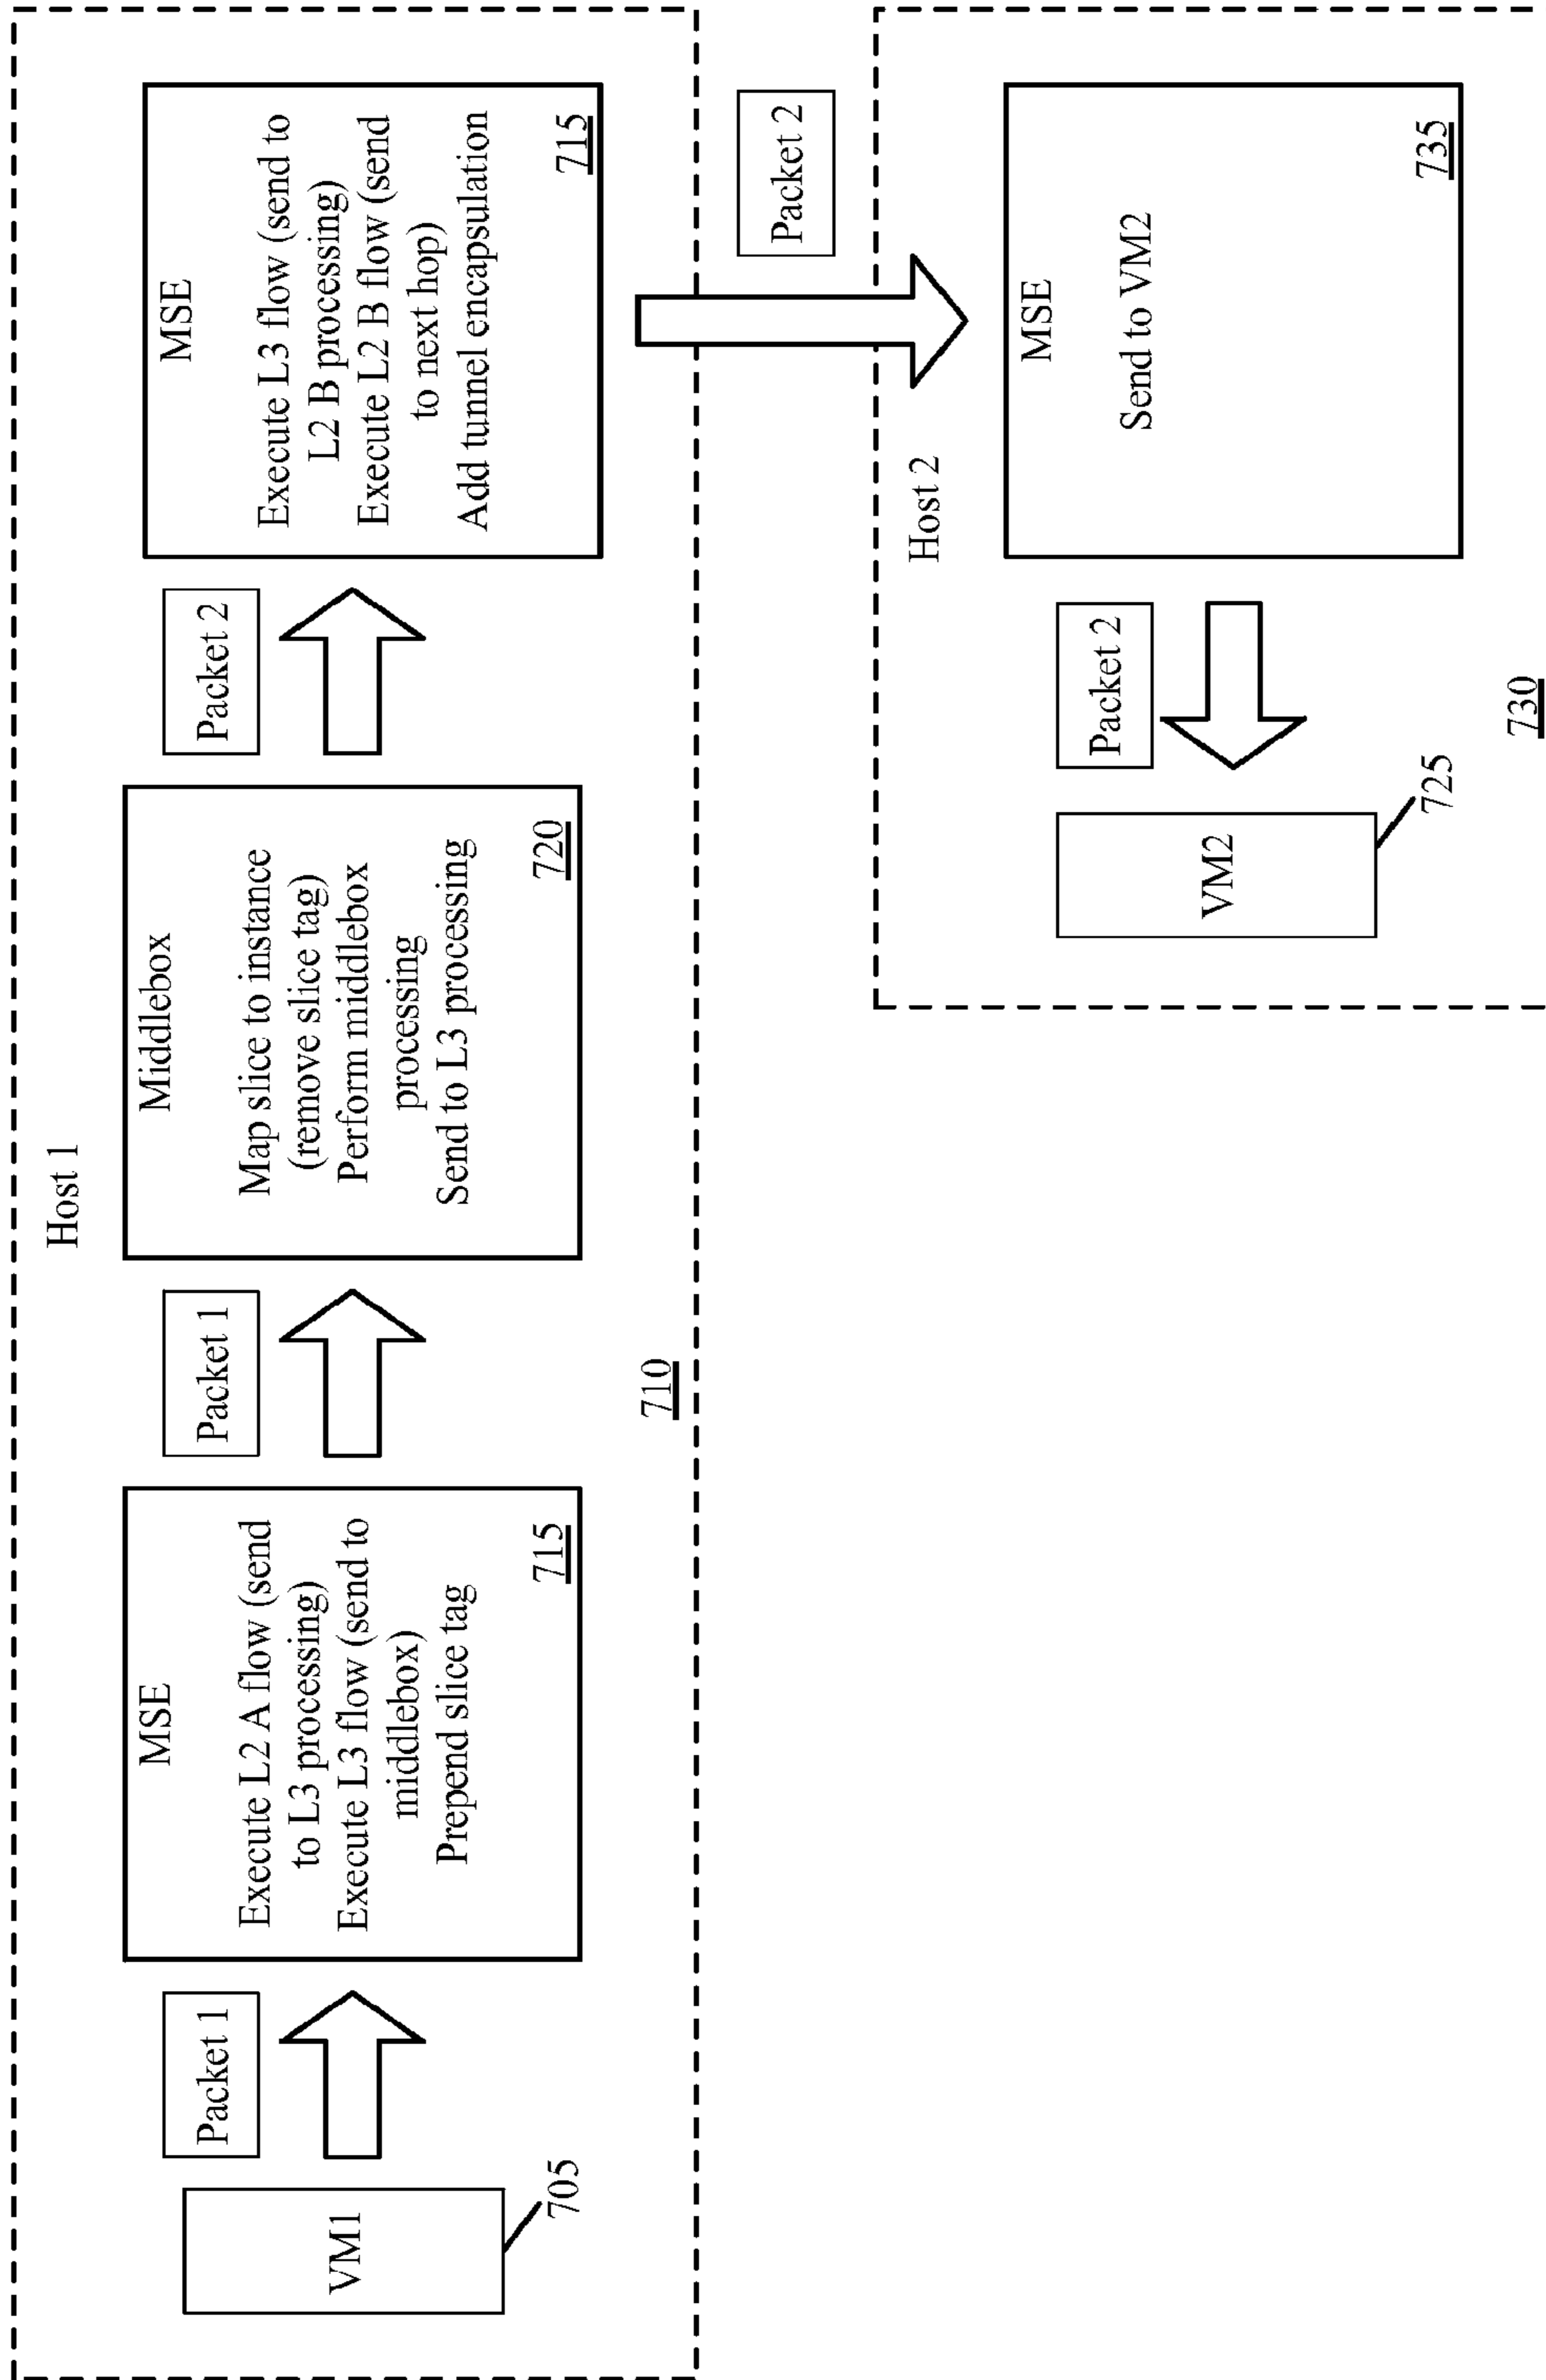 Host 1
VM1
705
Packet 1
MSE
Execute L2 A flow (send
to L3 processing)
Execute L3 flow (send to
middlebox)
Prepend slice tag
715
Packet 1
Middlebox
Map slice to instance
(remove slice tag)
Perform middlebox
processing
Send to L3 processing
720
Packet 2
MSE
Execute L3 flow (send to
L2 B processing)
Execute L2 B flow (send
to next hop)
Add tunnel encapsulation
715
710
Packet 2
Host 2
MSE
Send to VM2
735
Packet 2
VM2
725
730